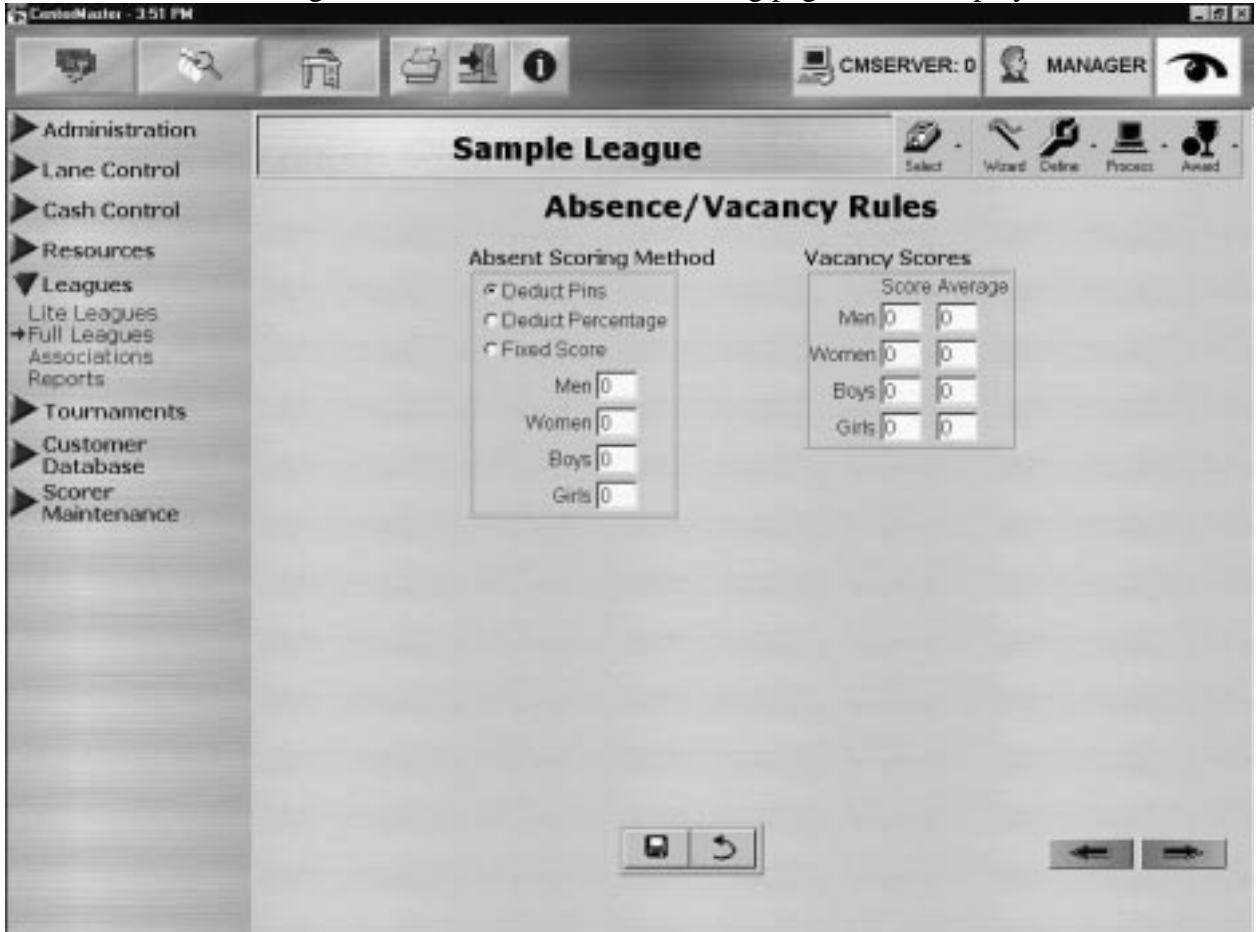 CenterMaster - 3:51 PM
CMSERVER: 0 MANAGER
Administration
Lane Control
Cash Control
Resources
Leagues
Lite Leagues
Full Leagues
Associations
Reports
Tournaments
Customer
Database
Scorer
Maintenance
Sample League
Select Wizard Define Process Award
Absence/Vacancy Rules
Absent Scoring Method
Deduct Pins
Deduct Percentage
Fixed Score
Men 0
Women 0
Boys 0
Girls 0
Vacancy Scores
Score Average
Men 0 0
Women 0 0
Boys 0 0
Girls 0 0